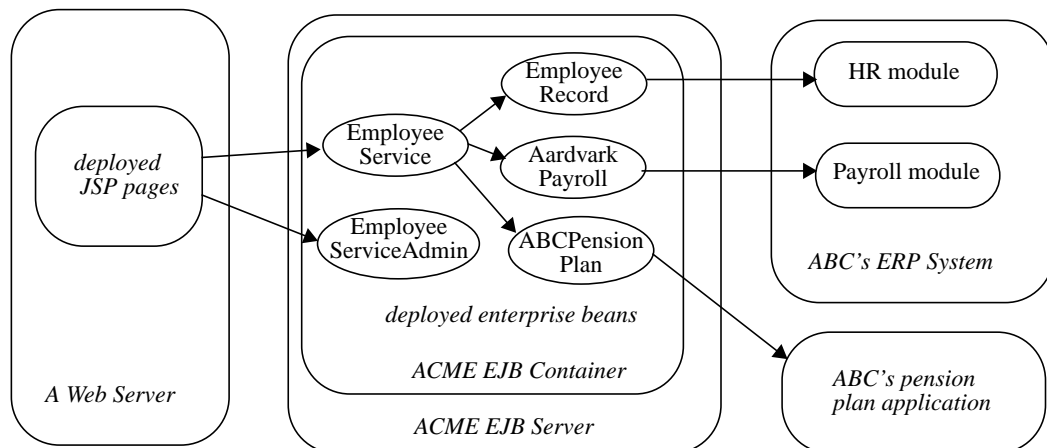 deployed
JSP pages
A Web Server
Employee
Service
Employee
ServiceAdmin
Employee
Record
Aardvark
Payroll
ABCPension
Plan
deployed enterprise beans
ACME EJB Container
ACME EJB Server
HR module
Payroll module
ABC's ERP System
ABC's pension
plan application